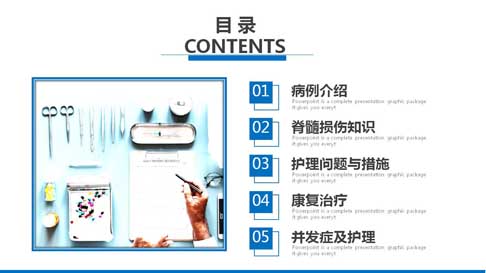 目录
CONTENTS
01
病例介绍
Powerpoint is a complete presentation graphic package
it gives you everyt
02
脊髓损伤知识
Powerpoint is a complete presentation graphic package
it gives you everyt
03
护理问题与措施
Powerpoint is a complete presentation graphic package
it gives you everyt
04
康复治疗
Powerpoint is a complete presentation graphic package
it gives you everyt
05
并发症及护理
Powerpoint is a complete presentation graphic package
it gives you everyt